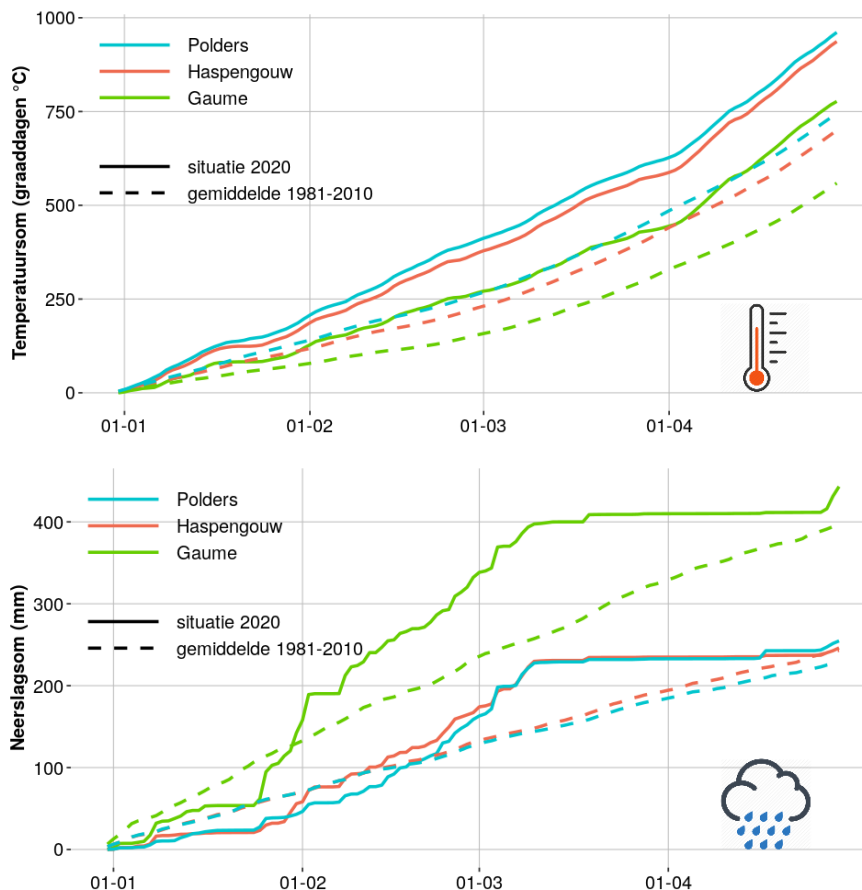 Temperatuursom (graaddagen °C)
1000
750
500
250
0
Polders
Haspengouw
Gaume
situatie 2020
gemiddelde 1981-2010
01-01 01-02 01-03 01-04
Neerslagsom (mm)
400
300
200
100
0
Polders
Haspengouw
Gaume
situatie 2020
gemiddelde 1981-2010
01-01 01-02 01-03 01-04